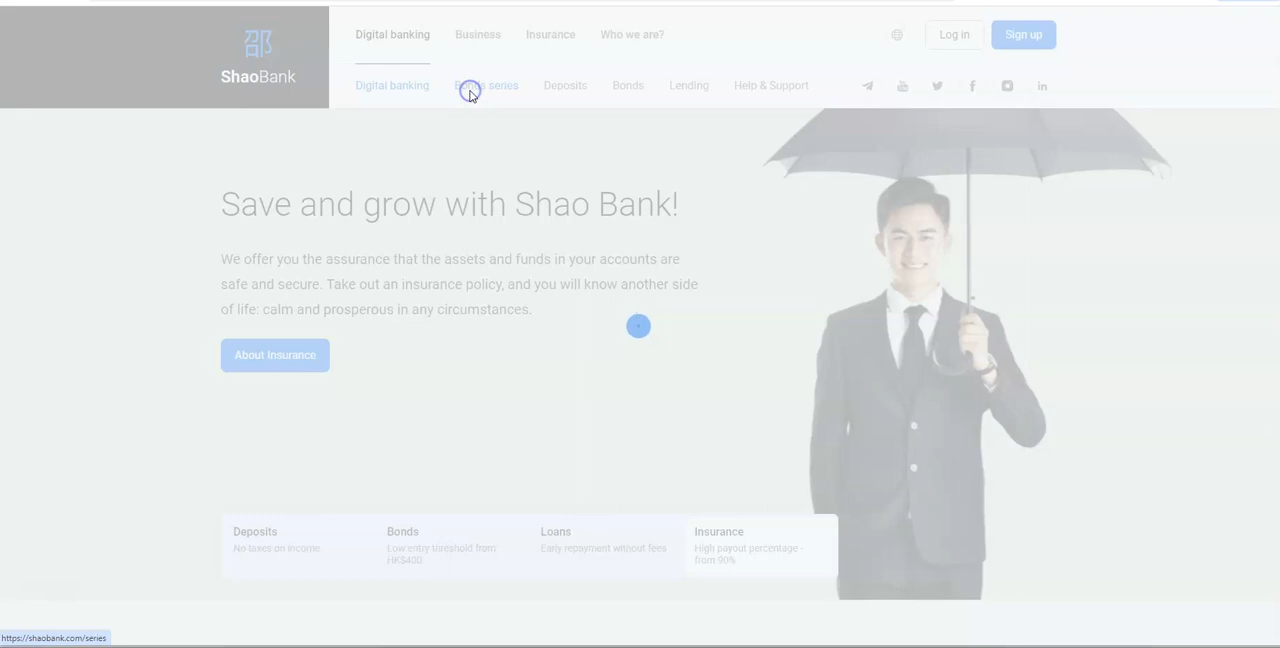 邵
ShaoBank
Digital banking Business Insurance Who we are? Log in Sign up
Digital banking Bonds series Deposits Bonds Lending Help & Support
Save and grow with Shao Bank!
We offer you the assurance that the assets and funds in your accounts are
safe and secure. Take out an insurance policy, and you will know another side
of life: calm and prosperous in any circumstances.
About Insurance
Deposits
No taxes on income
Bonds
Low entry threshold from
HK$400
Loans
Early repayment without fees
Insurance
High payout percentage -
from 90%
https://shaobank.com/series